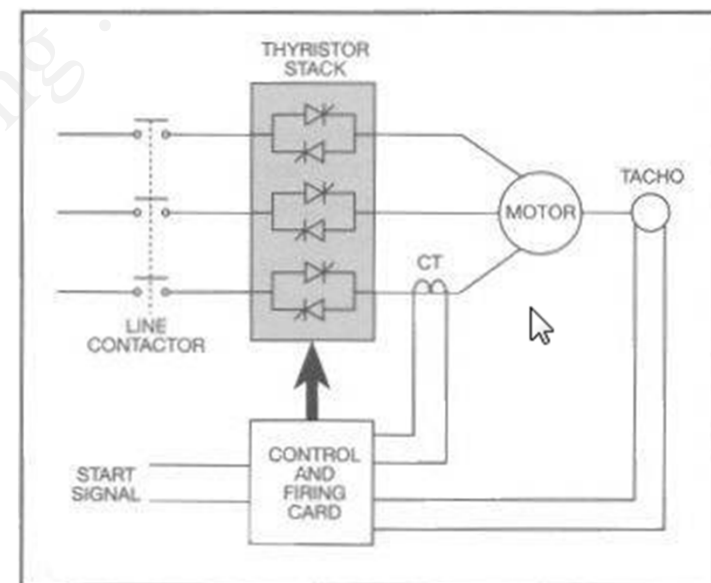 THYRISTOR
STACK
TACHO
MOTOR
CT
LINE
CONTACTOR
CONTROL
AND
FIRING
CARD
START
SIGNAL